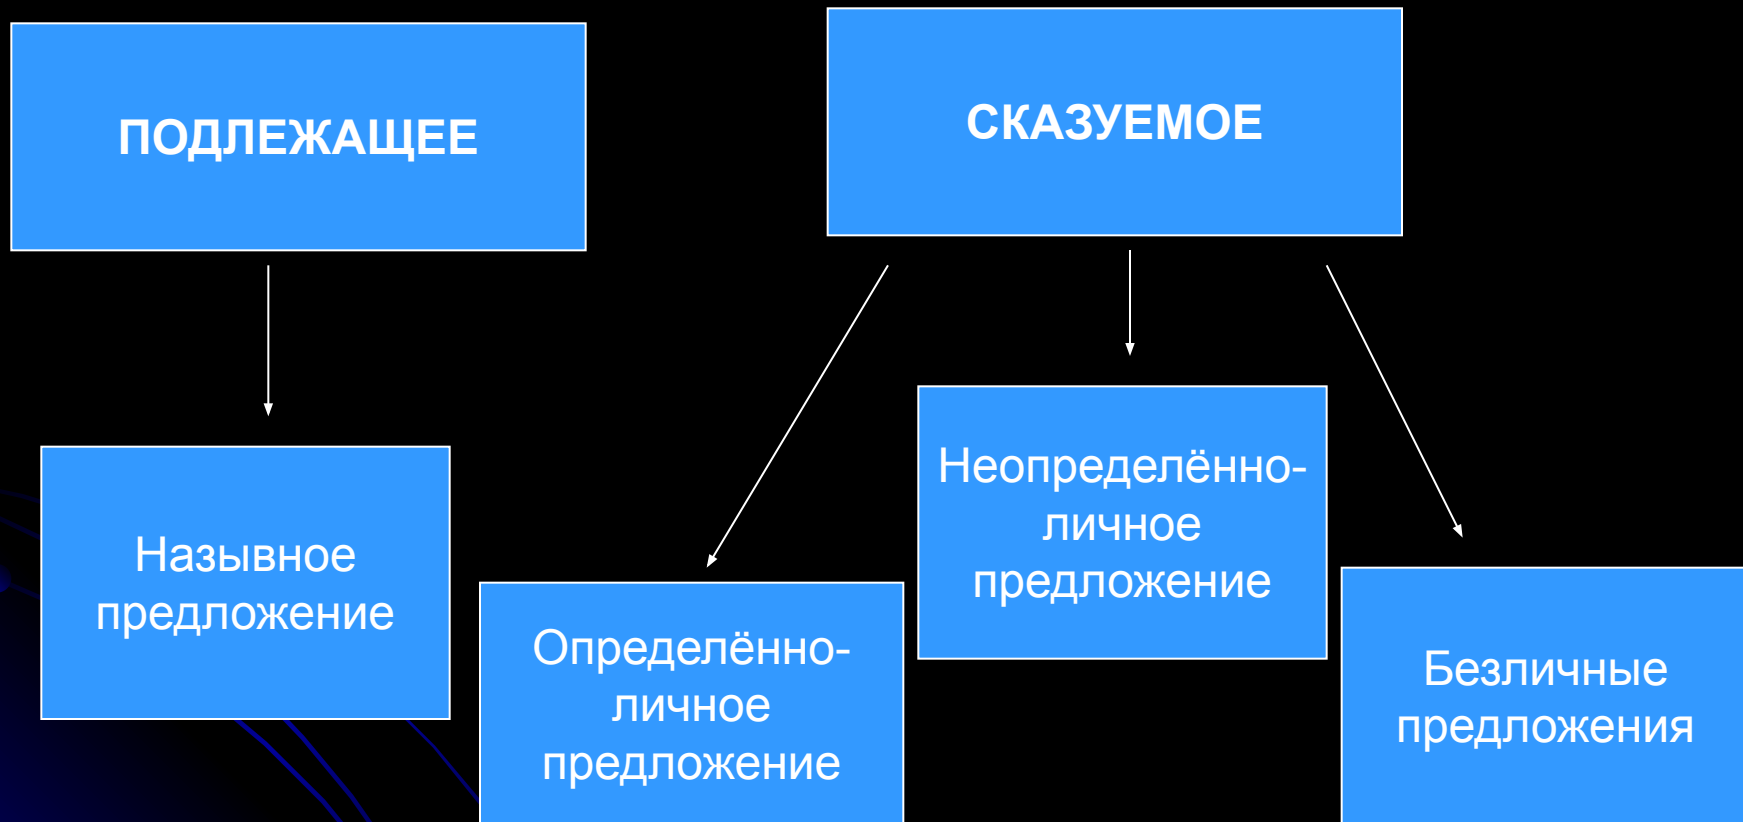 ПОДЛЕЖАЩЕЕ
СКАЗУЕМОЕ
Назывное
предложение
Определённо-
личное
предложение
Неопределённо-
личное
предложение
Безличные
предложения